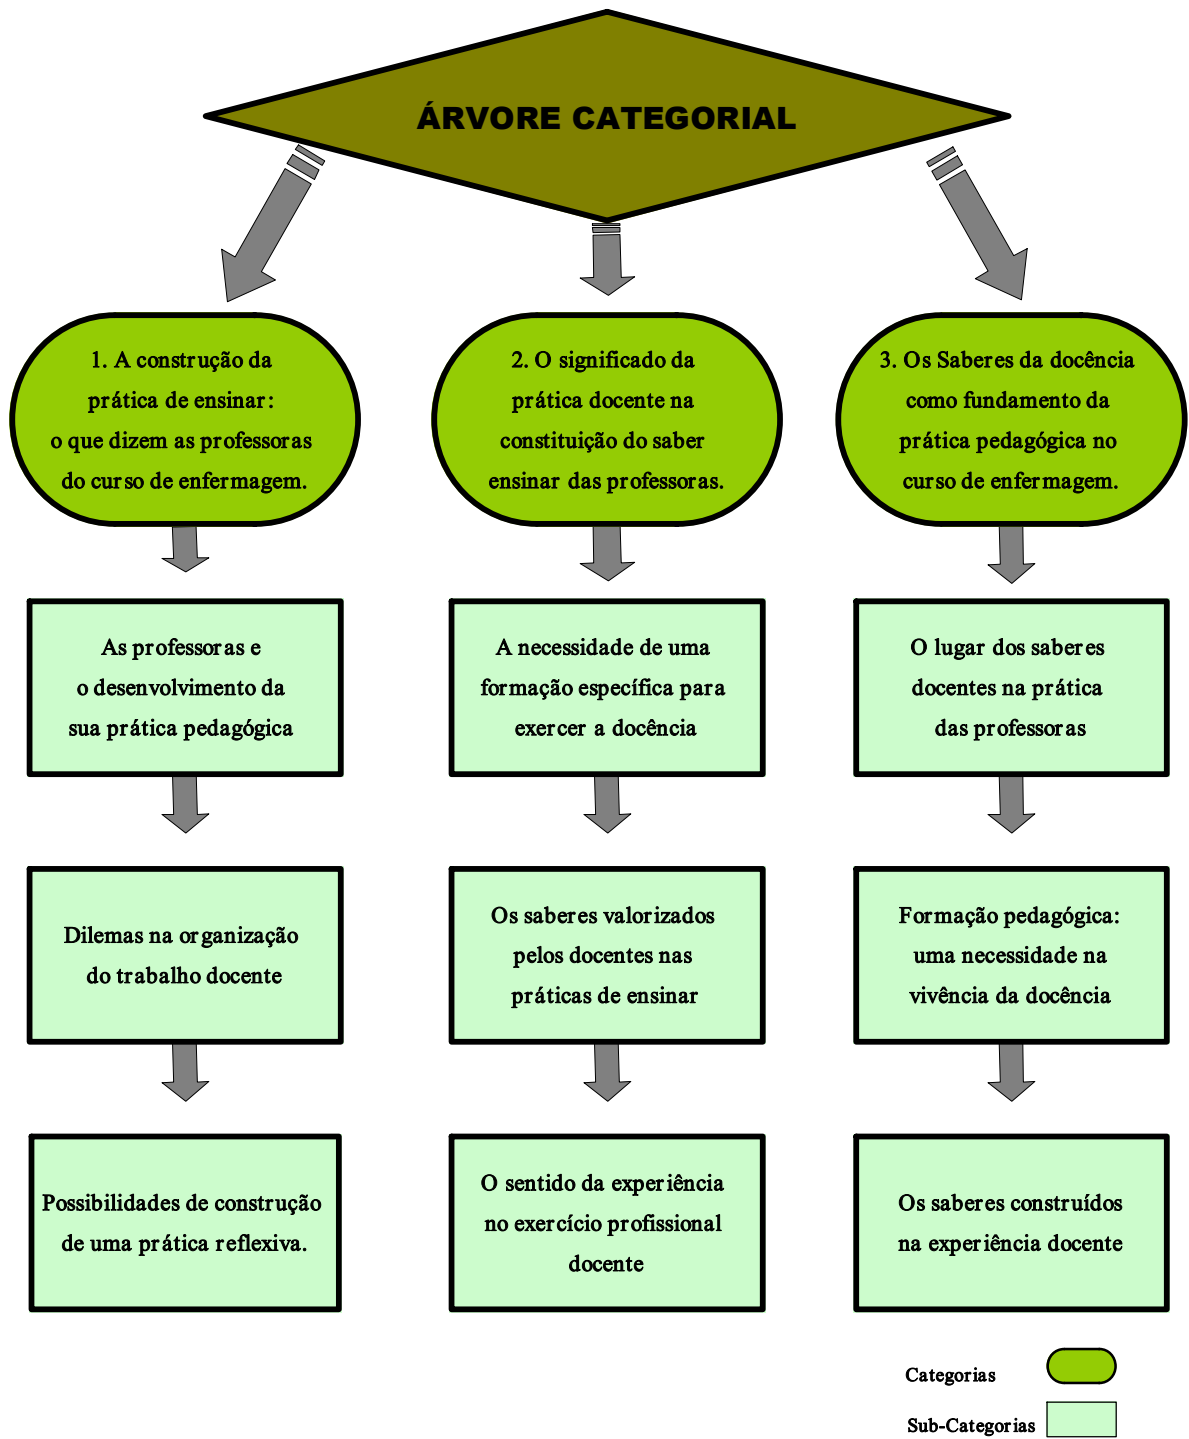 ÁRVORE CATEGORIAL
1. A construção da
prática de ensinar:
o que dizem as professoras
do curso de enfermagem.
2. O significado da
prática docente na
constituição do saber
ensinar das professoras.
3. Os Saberes da docência
como fundamento da
prática pedagógica no
curso de enfermagem.
As professoras e
o desenvolvimento da
sua prática pedagógica
A necessidade de uma
formação específica para
exercer a docência
O lugar dos saberes
docentes na prática
das professoras
Dilemas na organização
do trabalho docente
Os saberes valorizados
pelos docentes nas
práticas de ensinar
Formação pedagógica:
uma necessidade na
vivência da docência
Possibilidades de construção
de uma prática reflexiva.
O sentido da experiência
no exercício profissional
docente
Os saberes construídos
na experiência docente
Categorias
Sub-Categorias